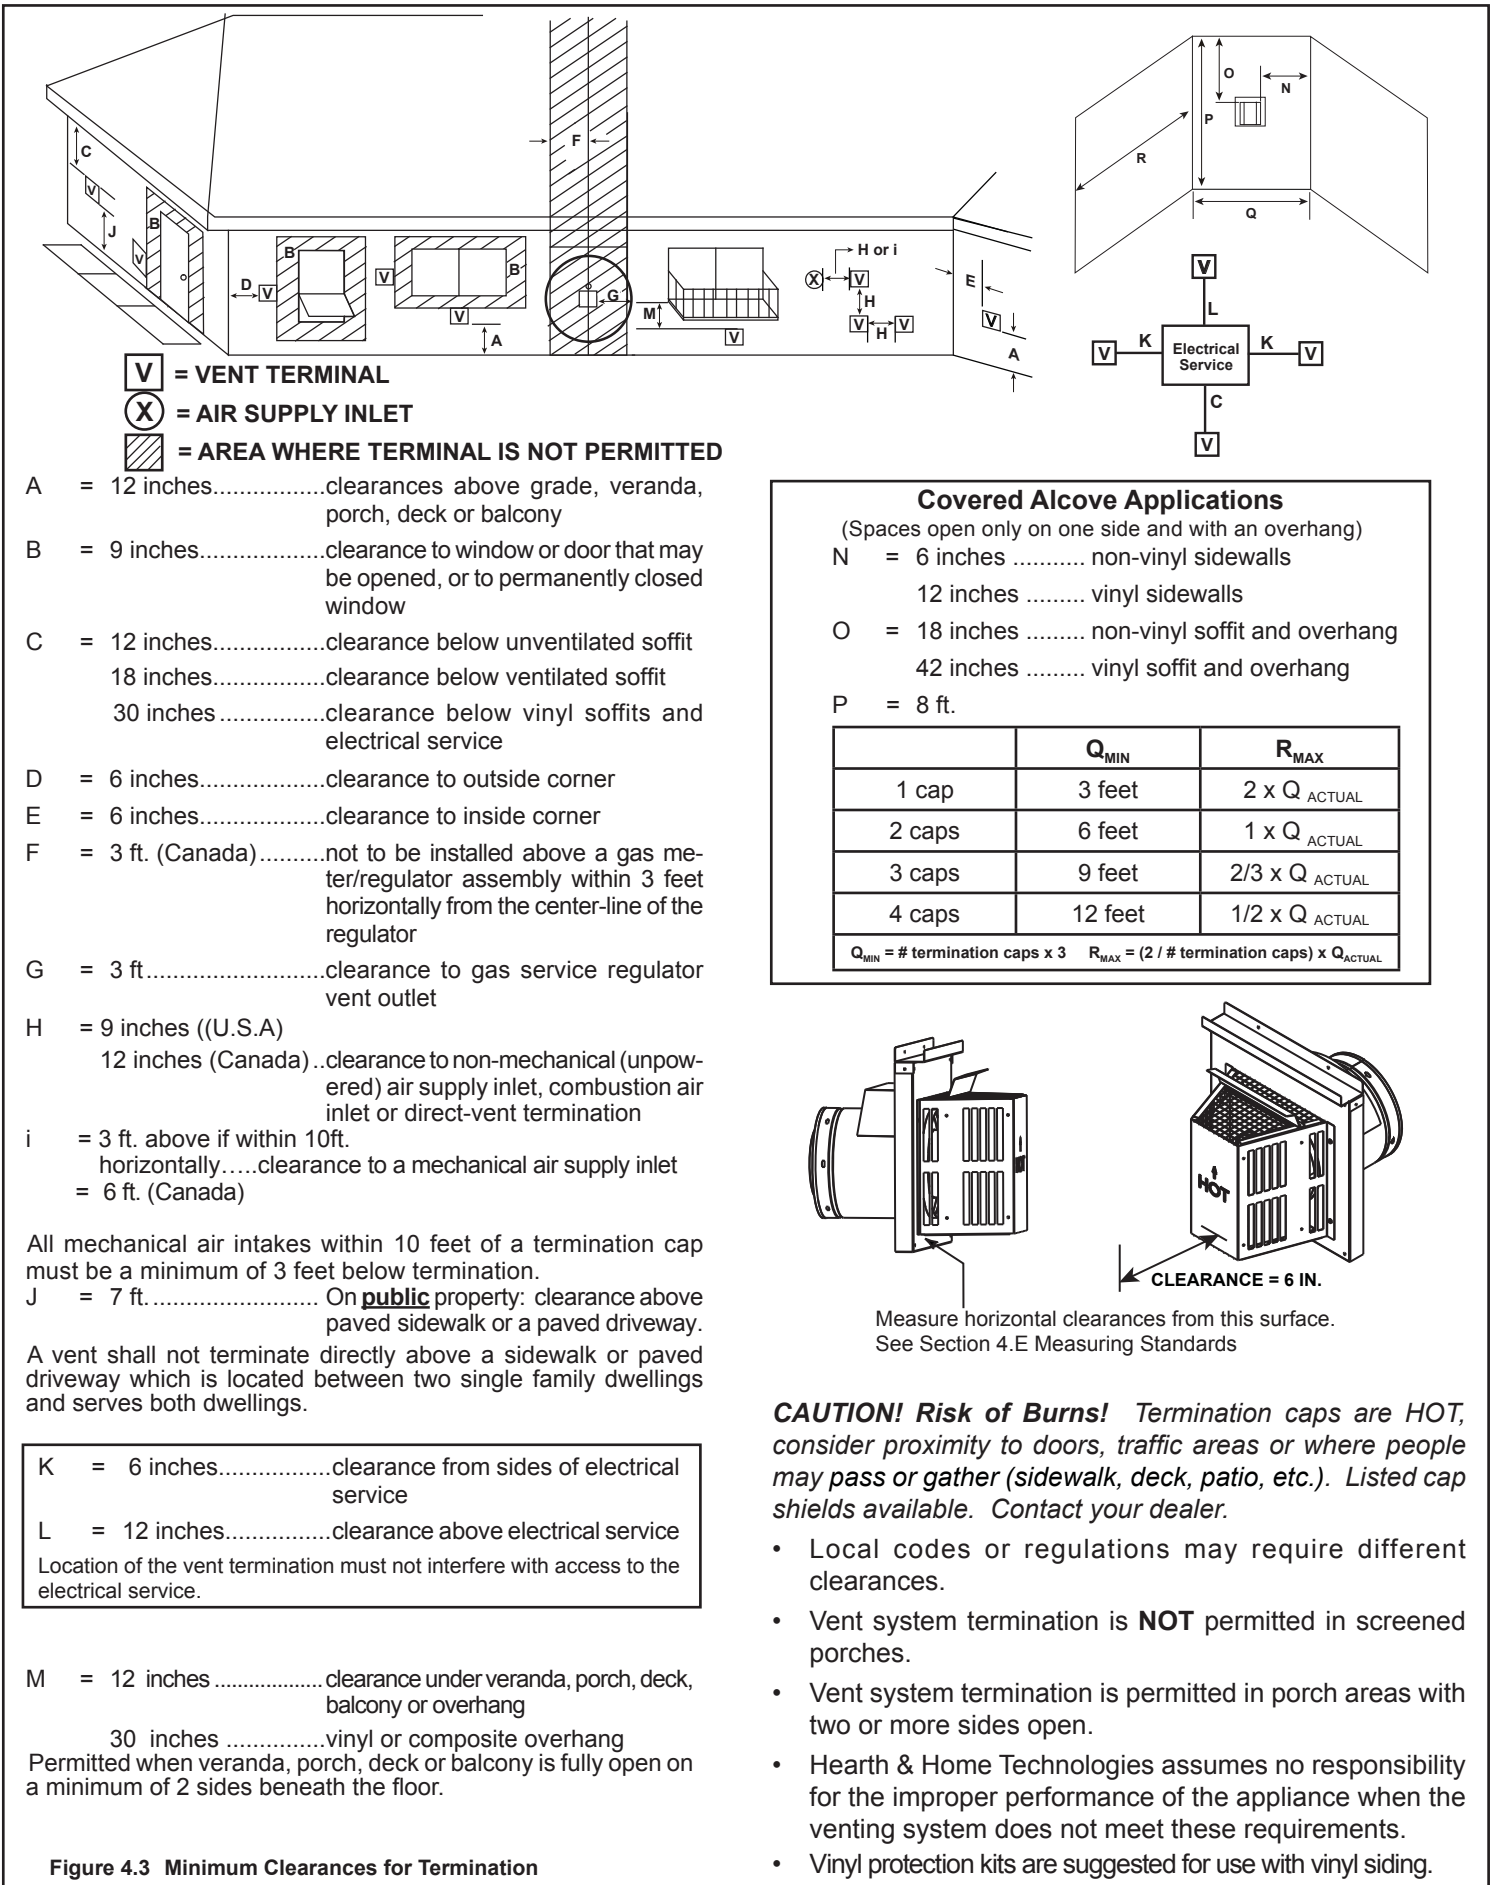 C
V
J
B
V
D
V
B
V
B
V
A
F
G
M
V
H or i
X
V
H
V
H
V
E
V
A
O
N
P
R
Q
V
L
V
K
Electrical
Service
K
V
C
V
V = VENT TERMINAL
X = AIR SUPPLY INLET
= AREA WHERE TERMINAL IS NOT PERMITTED
A = 12 inches.................clearances above grade, veranda,
porch, deck or balcony
B = 9 inches...................clearance to window or door that may
be opened, or to permanently closed
window
C = 12 inches.................clearance below unventilated soffit
18 inches.................clearance below ventilated soffit
30 inches ................clearance below vinyl soffits and
electrical service
D = 6 inches...................clearance to outside corner
E = 6 inches...................clearance to inside corner
F = 3 ft. (Canada)..........not to be installed above a gas me-
ter/regulator assembly within 3 feet
horizontally from the center-line of the
regulator
G = 3 ft...........................clearance to gas service regulator
vent outlet
H = 9 inches ((U.S.A)
12 inches (Canada)..clearance to non-mechanical (unpow-
ered) air supply inlet, combustion air
inlet or direct-vent termination
i = 3 ft. above if within 10ft.
horizontally.....clearance to a mechanical air supply inlet
= 6 ft. (Canada)
All mechanical air intakes within 10 feet of a termination cap
must be a minimum of 3 feet below termination.
J = 7 ft. ......................... On public property: clearance above
paved sidewalk or a paved driveway.
A vent shall not terminate directly above a sidewalk or paved
driveway which is located between two single family dwellings
and serves both dwellings.
K = 6 inches.................clearance from sides of electrical
service
L = 12 inches................clearance above electrical service
Location of the vent termination must not interfere with access to the
electrical service.
M = 12 inches ...................clearance under veranda, porch, deck,
balcony or overhang
30 inches ...............vinyl or composite overhang
Permitted when veranda, porch, deck or balcony is fully open on
a minimum of 2 sides beneath the floor.
Figure 4.3 Minimum Clearances for Termination
Covered Alcove Applications
(Spaces open only on one side and with an overhang)
N = 6 inches ........... non-vinyl sidewalls
12 inches ......... vinyl sidewalls
O = 18 inches ......... non-vinyl soffit and overhang
42 inches ......... vinyl soffit and overhang
P = 8 ft.
QMIN RMAX
1 cap 3 feet 2 x Q ACTUAL
2 caps 6 feet 1 x Q ACTUAL
3 caps 9 feet 2/3 x Q ACTUAL
4 caps 12 feet 1/2 x Q ACTUAL
QMIN = # termination caps x 3 RMAX = (2 / # termination caps) x QACTUAL
HOT
HOT
CLEARANCE = 6 IN.
Measure horizontal clearances from this surface.
See Section 4.E Measuring Standards
CAUTION! Risk of Burns! Termination caps are HOT,
consider proximity to doors, traffic areas or where people
may pass or gather (sidewalk, deck, patio, etc.). Listed cap
shields available. Contact your dealer.
• Local codes or regulations may require different
clearances.
• Vent system termination is NOT permitted in screened
porches.
• Vent system termination is permitted in porch areas with
two or more sides open.
• Hearth & Home Technologies assumes no responsibility
for the improper performance of the appliance when the
venting system does not meet these requirements.
• Vinyl protection kits are suggested for use with vinyl siding.